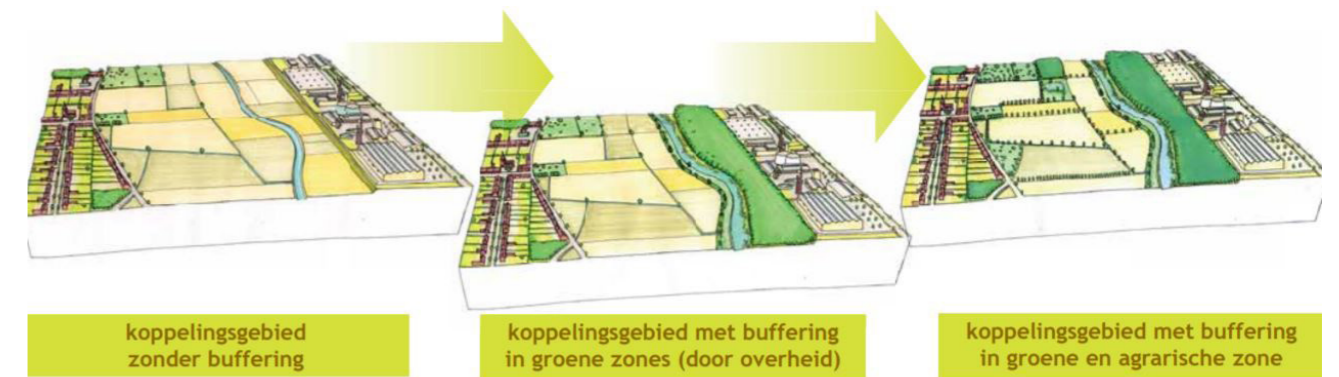 koppelingsgebied
zonder buffering
koppelingsgebied met buffering
in groene zones (door overheid)
koppelingsgebied met buffering
in groene en agrarische zone